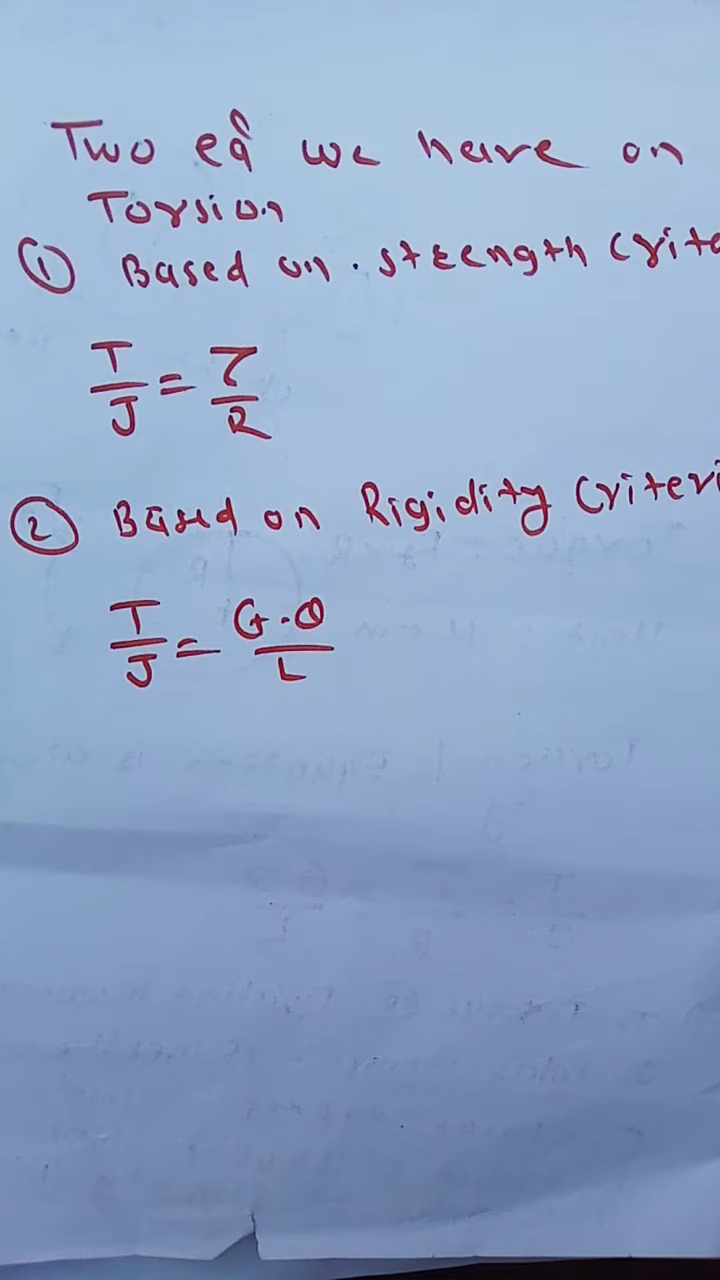 Two eq̂ we have on
Torsion
① Based on . strength Crite
T/J = τ/R
② Based on Rigidity Criteri
T/J = G.θ/L